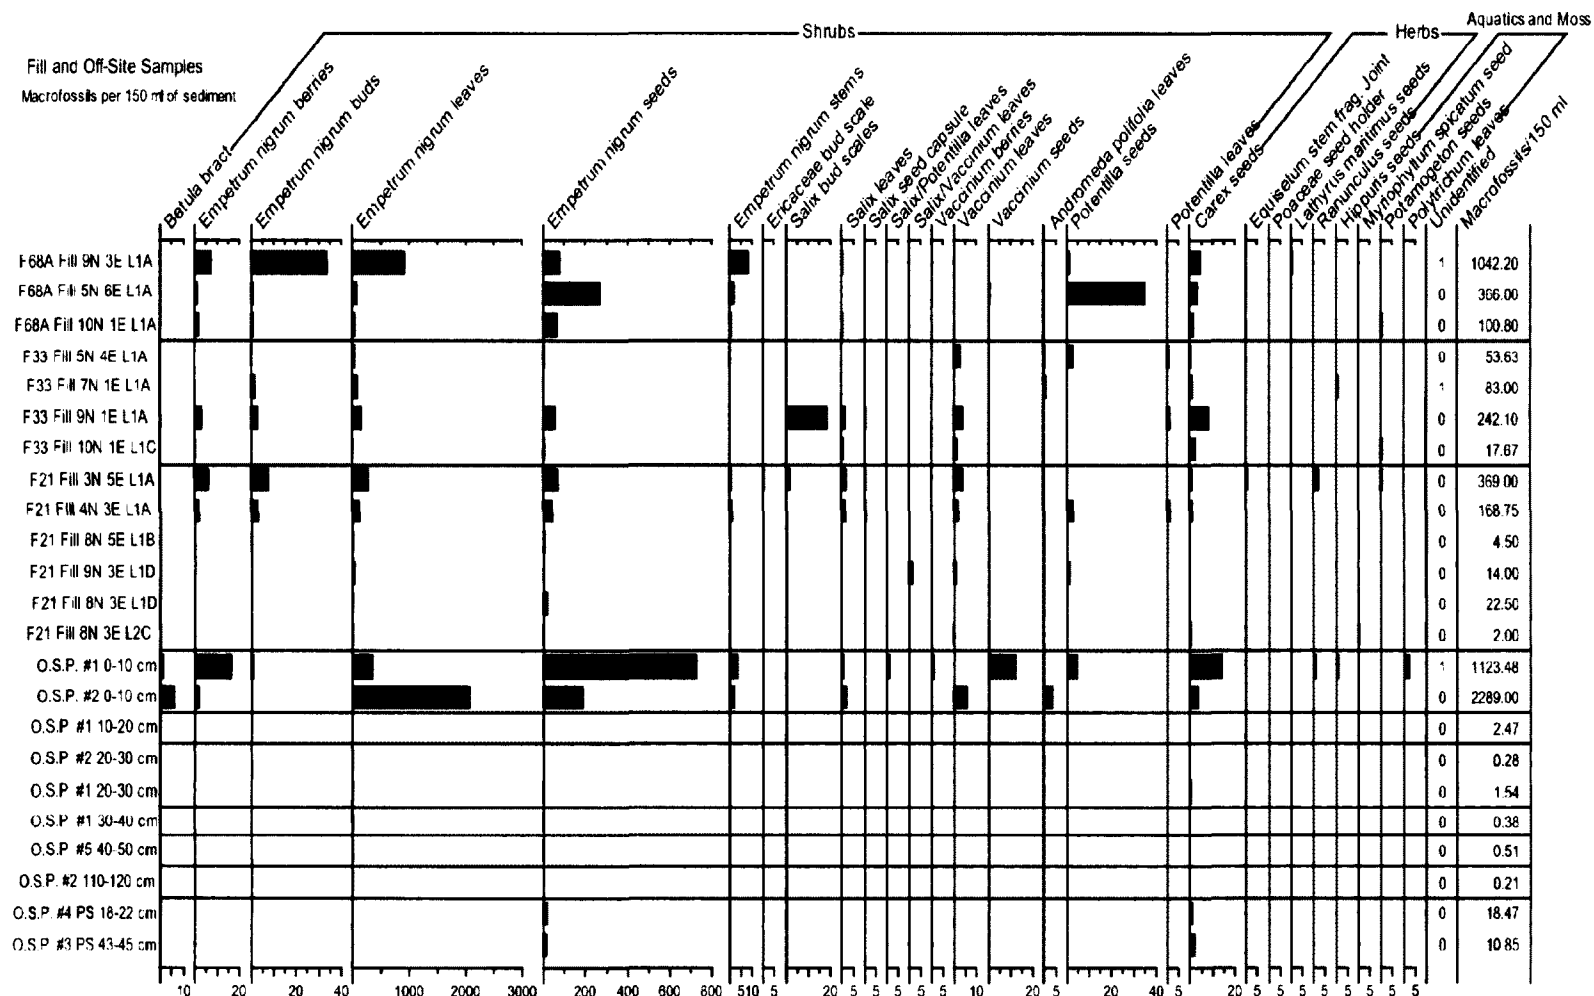 Aquatics and Moss
Shrubs
Herbs
Fill and Off-Site Samples
Macrofossils per 150 ml of sediment
Betula bract
Empetrum nigrum berries
Empetrum nigrum buds
Empetrum nigrum leaves
Empetrum nigrum seeds
Empetrum nigrum stems
Ericaceae bud scale
Salix bud scales
Salix leaves
Salix seed capsule
Salix/Potentilla leaves
Salix/Vaccinium leaves
Vaccinium berries
Vaccinium leaves
Vaccinium seeds
Andromeda polifolia leaves
Potentilla seeds
Potentilla leaves
Carex seeds
Equisetum stem frag. Joint
Poaceae seed holder
Lathyrus maritimus seeds
Ranunculus seeds
Hippuris seeds
Myriophyllum spicatum seed
Potamogeton seeds
Polytrichum leaves
Unidentified
Macrofossils/150 ml
F68A Fill 9N 3E L1A 1 1042.20
F68A Fill 5N 6E L1A 0 366.00
F68A Fill 10N 1E L1A 0 100.80
F33 Fill 5N 4E L1A 0 53.63
F33 Fill 7N 1E L1A 1 83.00
F33 Fill 9N 1E L1A 0 242.10
F33 Fill 10N 1E L1C 0 17.67
F21 Fill 3N 5E L1A 0 369.00
F21 Fill 4N 3E L1A 0 168.75
F21 Fill 8N 5E L1B 0 4.50
F21 Fill 9N 3E L1D 0 14.00
F21 Fill 8N 3E L1D 0 22.50
F21 Fill 8N 3E L2C 0 2.00
O.S.P. #1 0-10 cm 1 1123.48
O.S.P. #2 0-10 cm 0 2289.00
O.S.P #1 10-20 cm 0 2.47
O.S.P #2 20-30 cm 0 0.28
O.S.P #1 20-30 cm 0 1.54
O.S.P #1 30-40 cm 0 0.38
O.S.P #5 40-50 cm 0 0.51
O.S.P. #2 110-120 cm 0 0.21
O.S.P. #4 PS 18-22 cm 0 18.47
O.S.P #3 PS 43-45 cm 0 10.85
10 20 20 40 1000 2000 3000 200 400 600 800 5 10 5 20 5 5 5 5 5 10 20 5 20 40 5 20 5 5 5 5 5 5 5 5